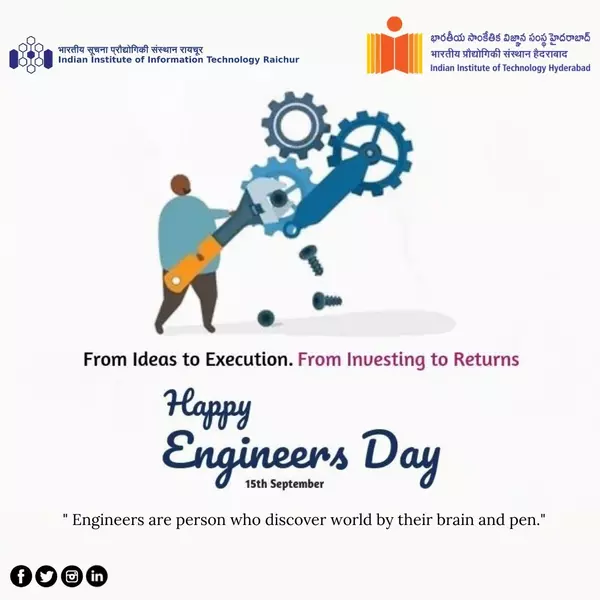 भारतीय सूचना प्रौद्योगिकी संस्थान रायचूर
Indian Institute of Information Technology Raichur
భారతీయ సాంకేతిక విజ్ఞాన సంస్థ హైదరాబాద్
भारतीय प्रौद्योगिकी संस्थान हैदराबाद
Indian Institute of Technology Hyderabad
From Ideas to Execution. From Investing to Returns
Happy
Engineers Day
15th September
" Engineers are person who discover world by their brain and pen."